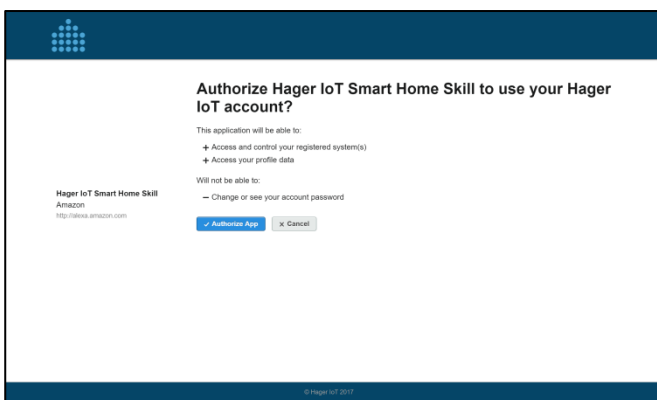 Authorize Hager IoT Smart Home Skill to use your Hager
IoT account?
This application will be able to:
+ Access and control your registered system(s)
+ Access your profile data
Will not be able to:
– Change or see your account password
✓ Authorize App
x Cancel
Hager IoT Smart Home Skill
Amazon
http://alexa.amazon.com
© Hager IoT 2017